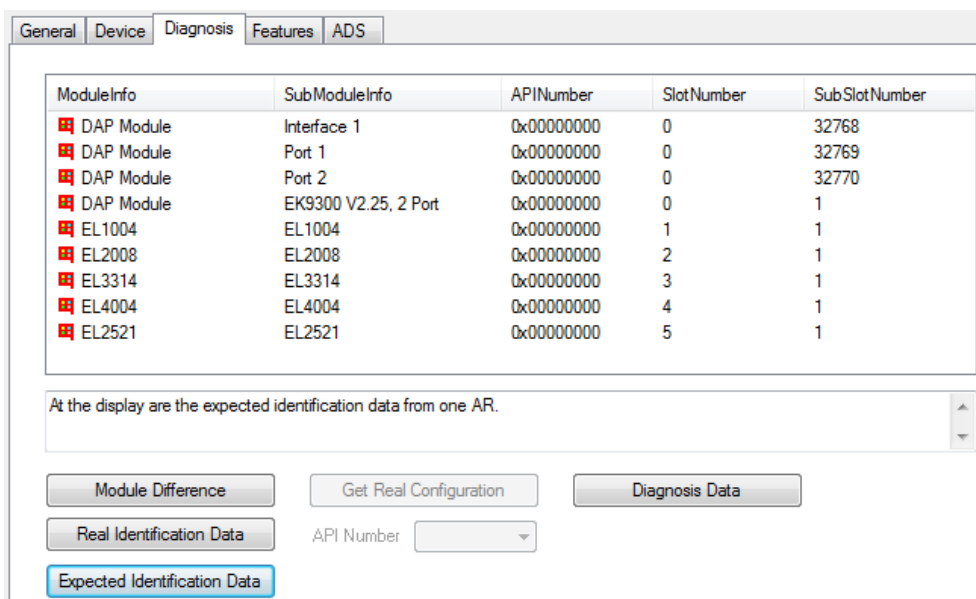 General Device Diagnosis Features ADS
ModuleInfo SubModuleInfo APINumber SlotNumber SubSlotNumber
DAP Module Interface 1 0x00000000 0 32768
DAP Module Port 1 0x00000000 0 32769
DAP Module Port 2 0x00000000 0 32770
DAP Module EK9300 V2.25, 2 Port 0x00000000 0 1
EL1004 EL1004 0x00000000 1 1
EL2008 EL2008 0x00000000 2 1
EL3314 EL3314 0x00000000 3 1
EL4004 EL4004 0x00000000 4 1
EL2521 EL2521 0x00000000 5 1
At the display are the expected identification data from one AR.
Module Difference Get Real Configuration Diagnosis Data
Real Identification Data API Number
Expected Identification Data